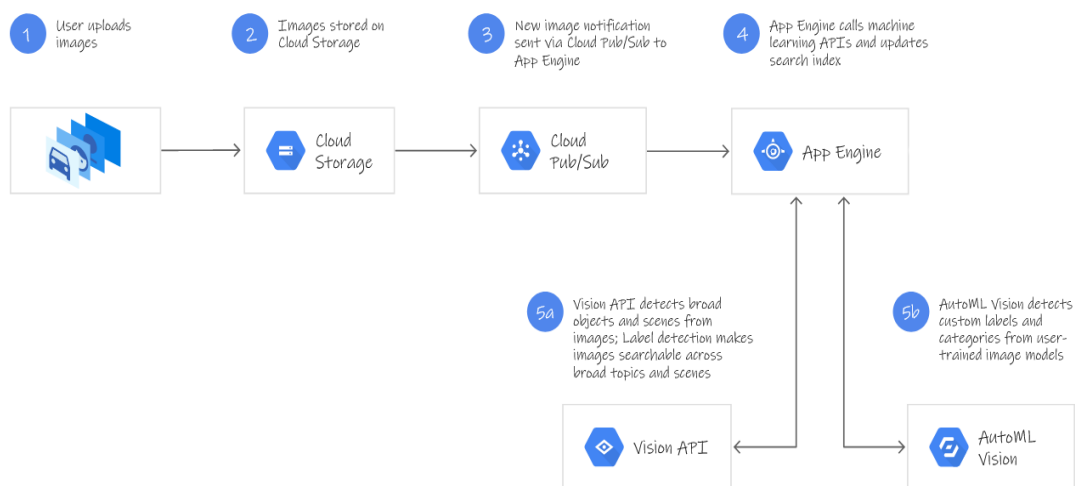 1
User uploads
images
2
Images stored on
Cloud Storage
3
New image notification
sent via Cloud Pub/Sub to
App Engine
4
App Engine calls machine
learning APIs and updates
search index
Cloud
Storage
Cloud
Pub/Sub
App Engine
5a
Vision API detects broad
objects and scenes from
images; Label detection makes
images searchable across
broad topics and scenes
5b
AutoML Vision detects
custom labels and
categories from user-
trained image models
Vision API
AutoML
Vision